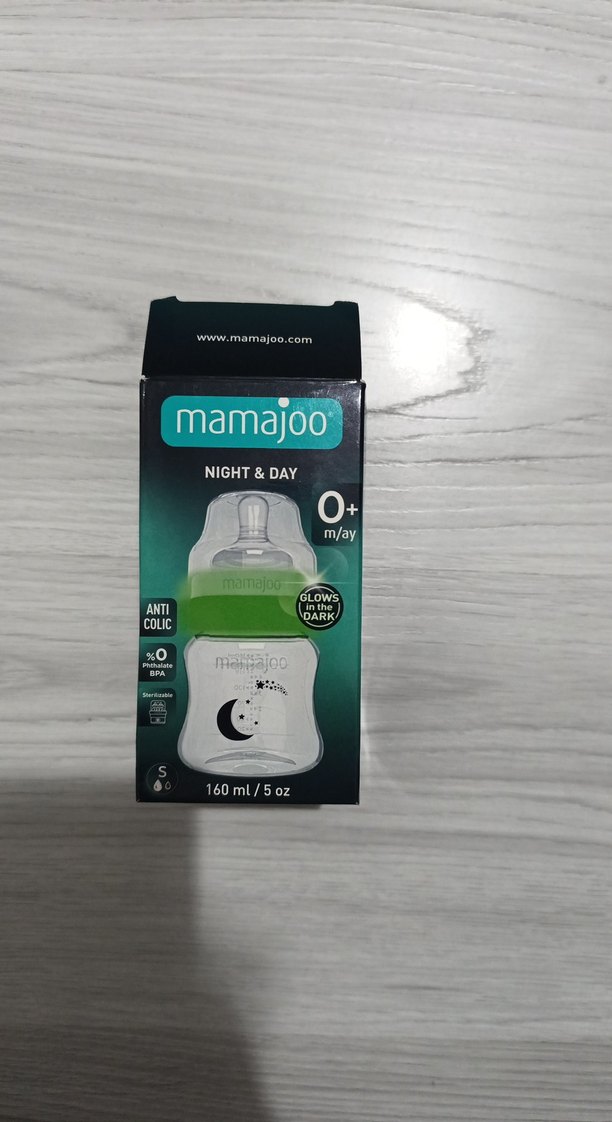 www.mamajoo.com
mamajoo®
NIGHT & DAY
0+
m/ay
mamajoo
GLOWS
in the
DARK
ANTI
COLIC
mamajoo
%0
Phthalate
BPA
Sterilizable
S
160 ml / 5 oz